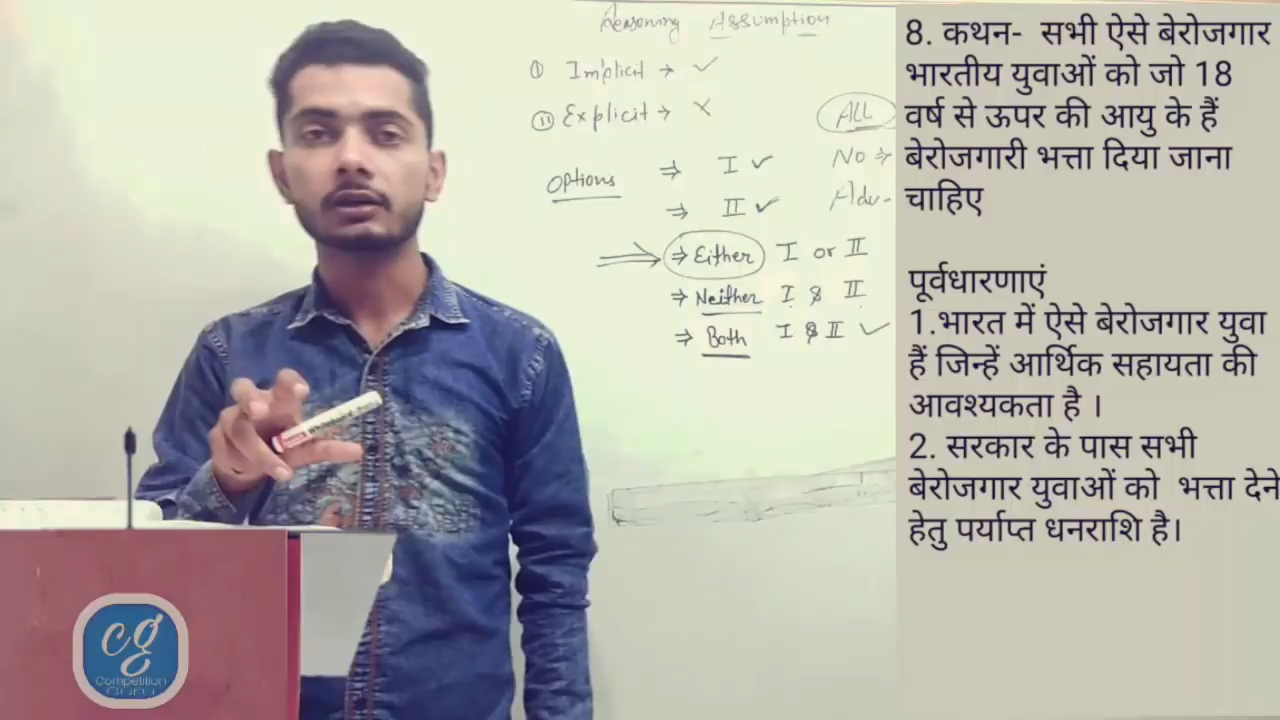 Reasoning Assumption
① Implicit → ✓
⑪ Explicit → ✗
ALL
No ⇒
Adv-
Options ⇒ I ✓
⇒ II ✓
⇒ Either I or II
⇒ Neither I & II
⇒ Both I & II ✓
8. कथन- सभी ऐसे बेरोजगार
भारतीय युवाओं को जो 18
वर्ष से ऊपर की आयु के हैं
बेरोजगारी भत्ता दिया जाना
चाहिए
पूर्वधारणाएं
1.भारत में ऐसे बेरोजगार युवा
हैं जिन्हें आर्थिक सहायता की
आवश्यकता है ।
2. सरकार के पास सभी
बेरोजगार युवाओं को भत्ता देने
हेतु पर्याप्त धनराशि है।
cg
Competition
GURU